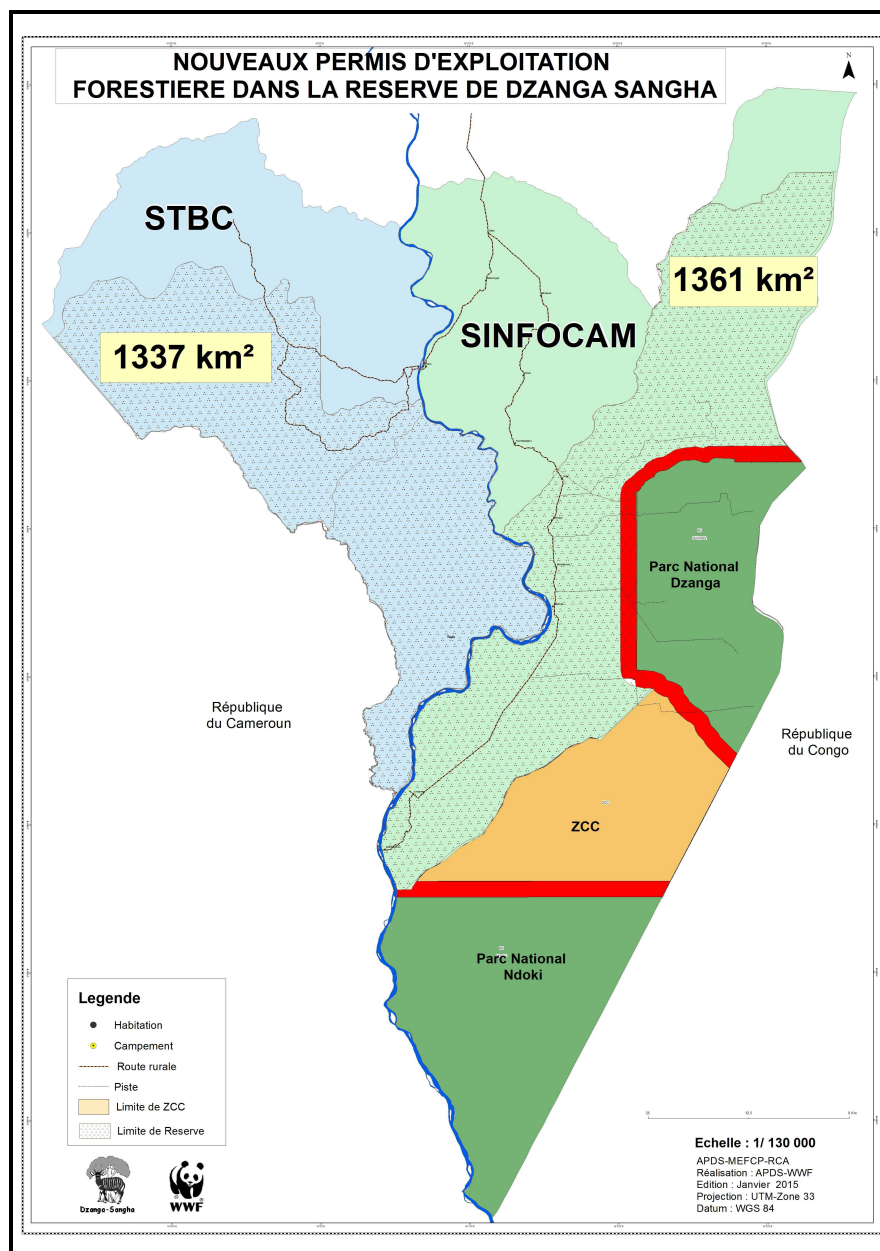 NOUVEAUX PERMIS D'EXPLOITATION
FORESTIERE DANS LA RESERVE DE DZANGA SANGHA
N
STBC
1361 km²
SINFOCAM
1337 km²
Parc National
Dzanga
République
du Cameroun
République
du Congo
ZCC
Parc National
Ndoki
Legende
Habitation
Campement
Route rurale
Piste
Limite de ZCC
Limite de Reserve
Dzanga-Sangha
WWF
Echelle : 1/ 130 000
APDS-MEFCP-RCA
Réalisation : APDS-WWF
Edition : Janvier 2015
Projection : UTM-Zone 33
Datum : WGS 84